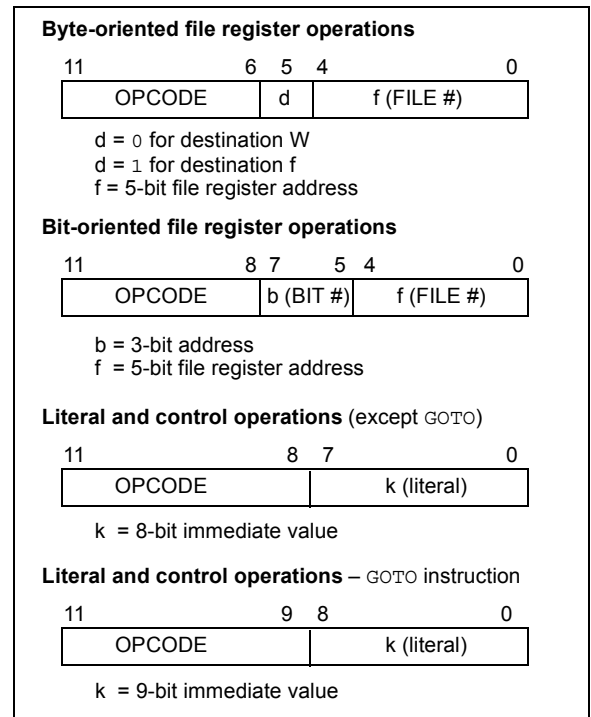 Byte-oriented file register operations
11 6 5 4 0
OPCODE d f (FILE #)
d = 0 for destination W
d = 1 for destination f
f = 5-bit file register address
Bit-oriented file register operations
11 8 7 5 4 0
OPCODE b (BIT #) f (FILE #)
b = 3-bit address
f = 5-bit file register address
Literal and control operations (except GOTO)
11 8 7 0
OPCODE k (literal)
k = 8-bit immediate value
Literal and control operations – GOTO instruction
11 9 8 0
OPCODE k (literal)
k = 9-bit immediate value